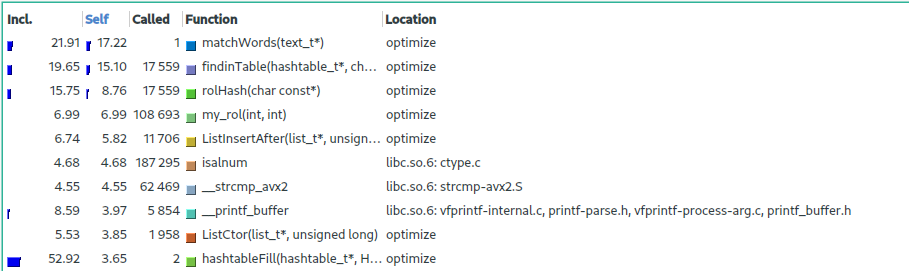 Incl. Self Called Function Location
21.91 17.22 1 matchWords(text_t*) optimize
19.65 15.10 17 559 findinTable(hashtable_t*, ch... optimize
15.75 8.76 17 559 rolHash(char const*) optimize
6.99 6.99 108 693 my_rol(int, int) optimize
6.74 5.82 11 706 ListInsertAfter(list_t*, unsign... optimize
4.68 4.68 187 295 isalnum libc.so.6: ctype.c
4.55 4.55 62 469 __strcmp_avx2 libc.so.6: strcmp-avx2.S
8.59 3.97 5 854 __printf_buffer libc.so.6: vfprintf-internal.c, printf-parse.h, vfprintf-process-arg.c, printf_buffer.h
5.53 3.85 1 958 ListCtor(list_t*, unsigned long) optimize
52.92 3.65 2 hashtableFill(hashtable_t*, H... optimize